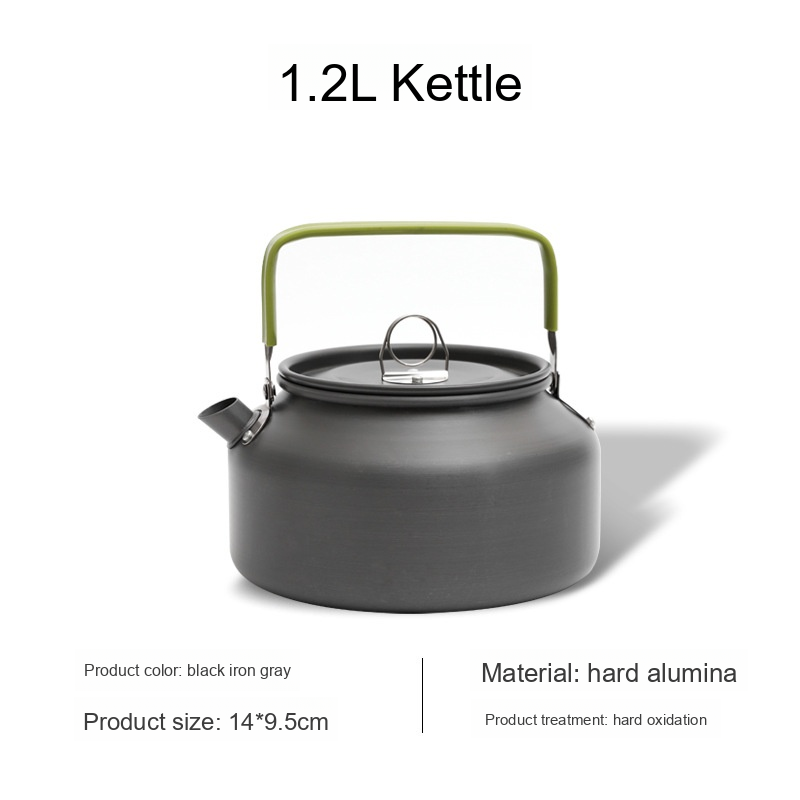 1.2L Kettle
Product color: black iron gray
Product size: 14*9.5cm
Material: hard alumina
Product treatment: hard oxidation